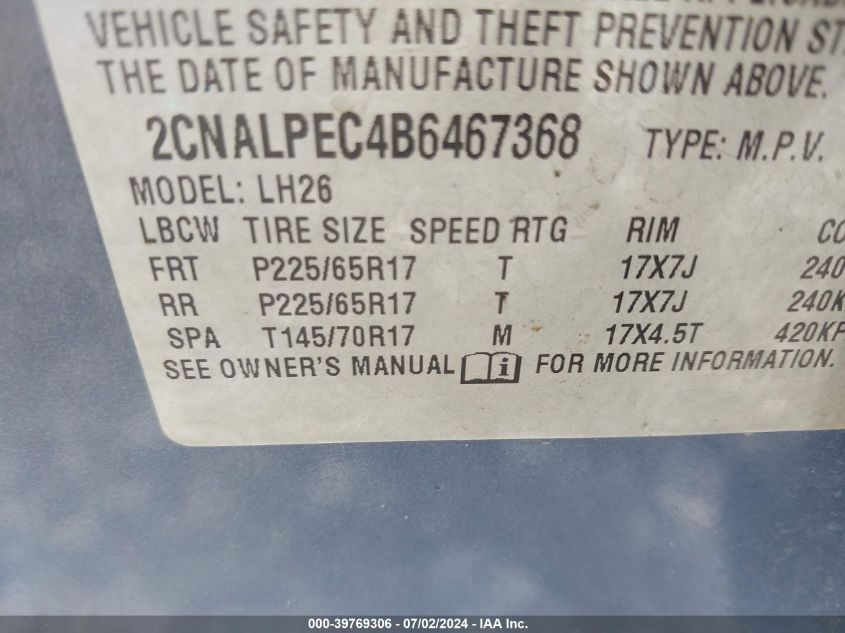 VEHICLE SAFETY AND THEFT PREVENTION
THE DATE OF MANUFACTURE SHOWN ABOVE.
2CNALPEC4B6467368 TYPE: M.P.V.
MODEL: LH26
LBCW TIRE SIZE SPEED RTG RIM
FRT P225/65R17 T 17X7J 240
RR P225/65R17 T 17X7J 240K
SPA T145/70R17 M 17X4.5T 420KP
SEE OWNER'S MANUAL i FOR MORE INFORMATION.
000-39769306 - 07/02/2024 - IAA Inc.